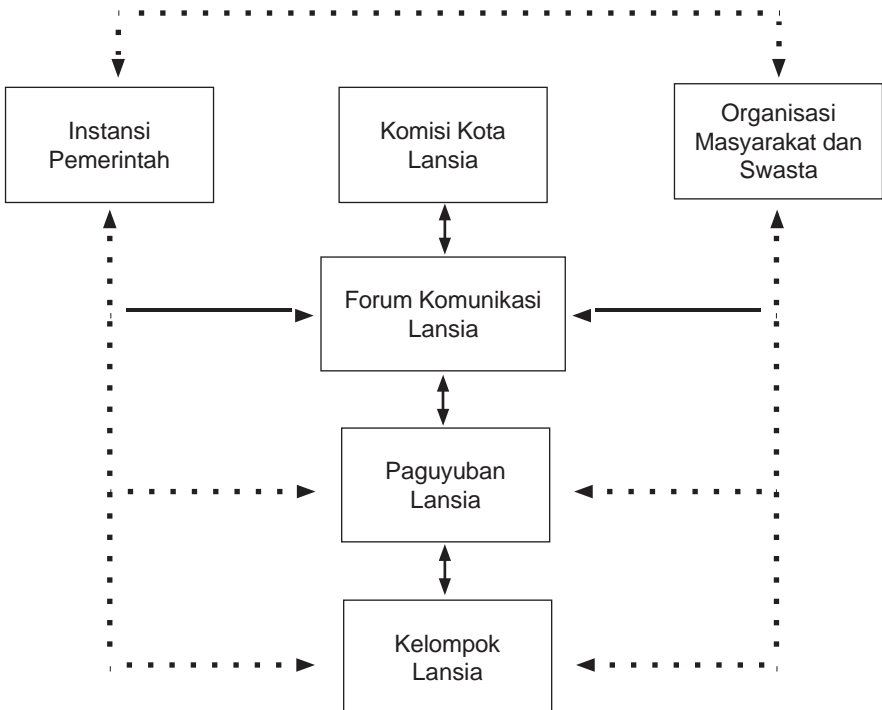 Instansi
Pemerintah
Komisi Kota
Lansia
Organisasi
Masyarakat dan
Swasta
Forum Komunikasi
Lansia
Paguyuban
Lansia
Kelompok
Lansia